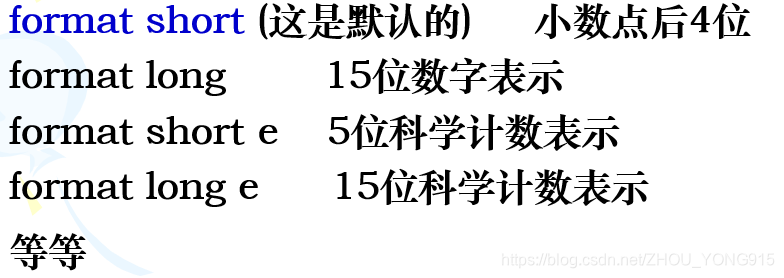 format short (这是默认的) 小数点后4位
format long 15位数字表示
format short e 5位科学计数表示
format long e 15位科学计数表示
等等
https://blog.csdn.net/ZHOU_YONG915